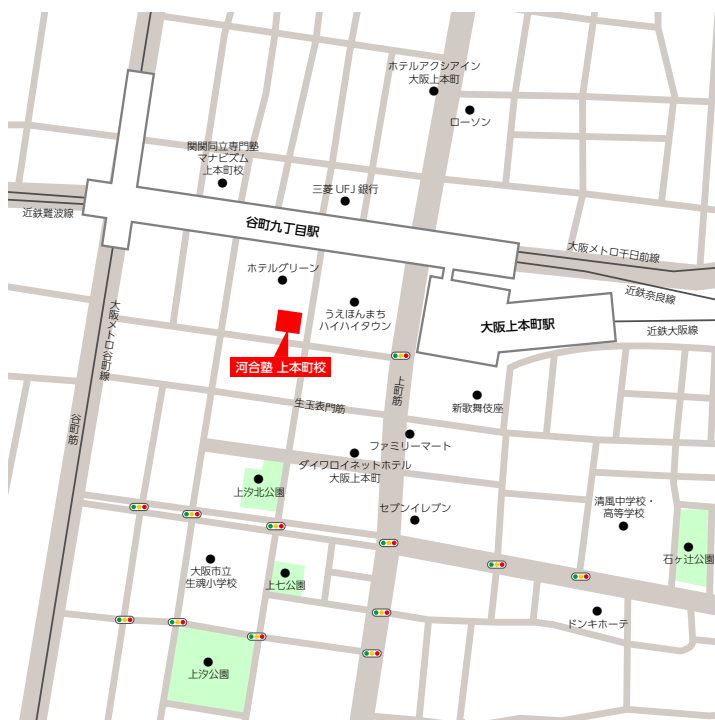 ホテルアクシアイン
大阪上本町
ローソン
関関同立専門塾
マナビズム
上本町校
三菱 UFJ 銀行
近鉄難波線
谷町九丁目駅
大阪メトロ千日前線
ホテルグリーン
近鉄奈良線
うえほんまち
ハイハイタウン
大阪上本町駅
近鉄大阪線
大阪メトロ谷町線
河合塾 上本町校
上町筋
新歌舞伎座
生玉表門筋
谷町筋
ファミリーマート
ダイワロイネットホテル
大阪上本町
上汐北公園
セブンイレブン
清風中学校・
高等学校
石ヶ辻公園
大阪市立
生魂小学校
上七公園
ドンキホーテ
上汐公園